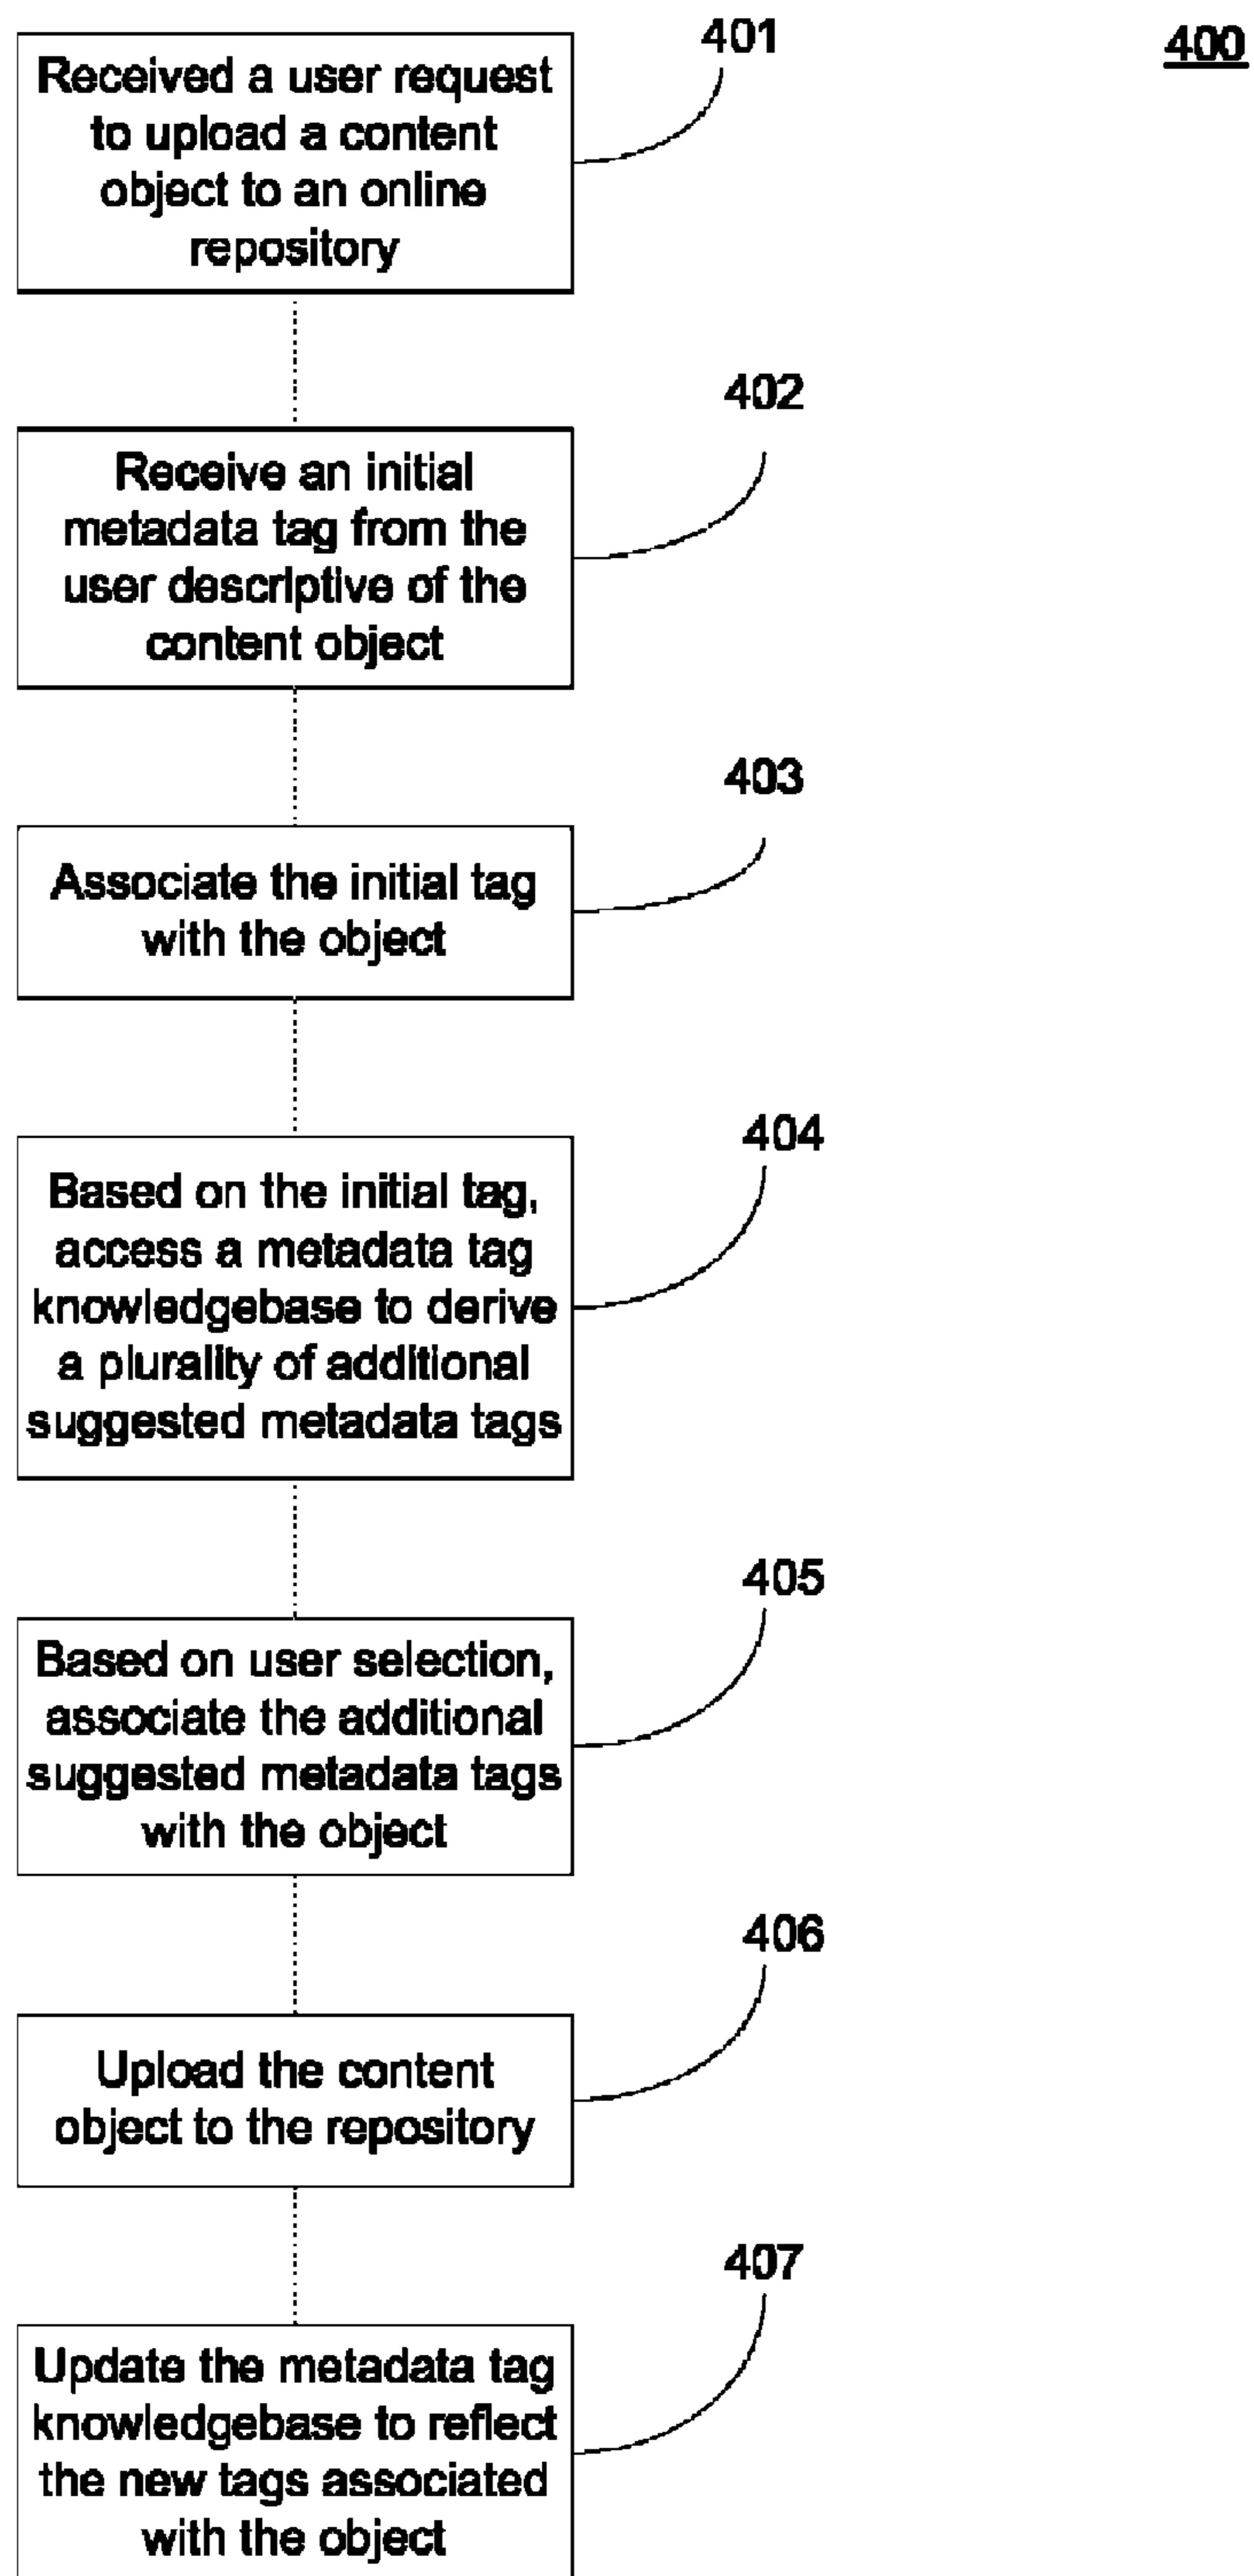 401
400
Received a user request
to upload a content
object to an online
repository
402
Receive an initial
metadata tag from the
user descriptive of the
content object
403
Associate the initial tag
with the object
404
Based on the initial tag,
access a metadata tag
knowledgebase to derive
a plurality of additional
suggested metadata tags
405
Based on user selection,
associate the additional
suggested metadata tags
with the object
406
Upload the content
object to the repository
407
Update the metadata tag
knowledgebase to reflect
the new tags associated
with the object